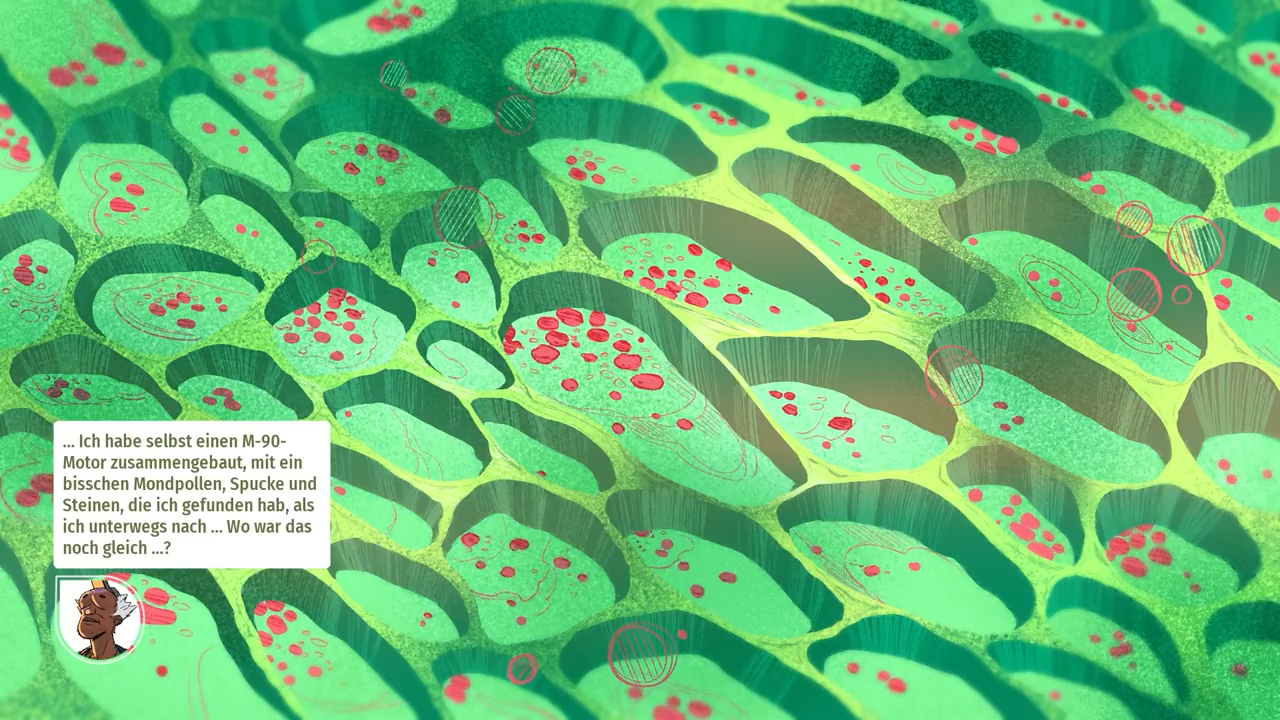 ... Ich habe selbst einen M-90-
Motor zusammengebaut, mit ein
bisschen Mondpollen, Spucke und
Steinen, die ich gefunden hab, als
ich unterwegs nach ... Wo war das
noch gleich ...?